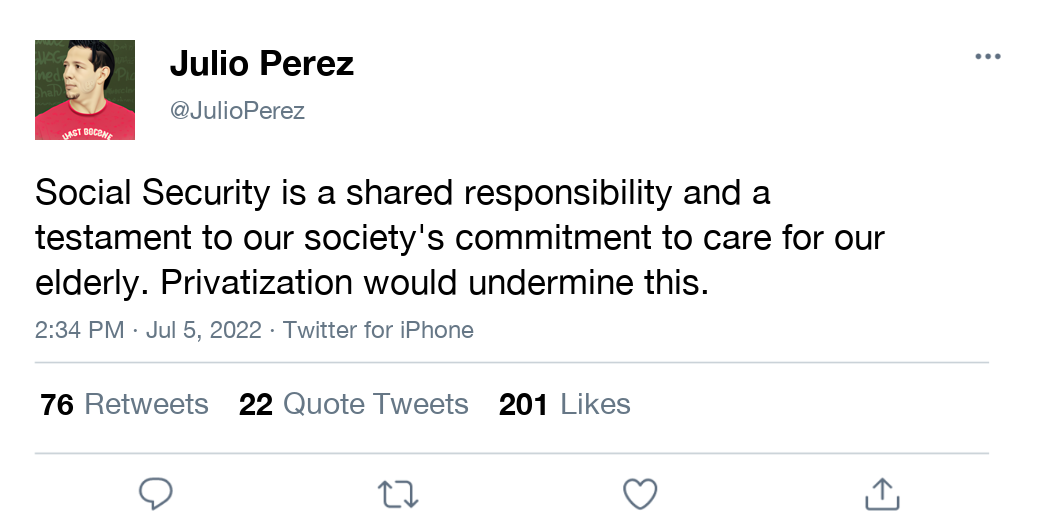 Julio Perez
@JulioPerez
Social Security is a shared responsibility and a
testament to our society's commitment to care for our
elderly. Privatization would undermine this.
2:34 PM · Jul 5, 2022 · Twitter for iPhone
76 Retweets 22 Quote Tweets 201 Likes